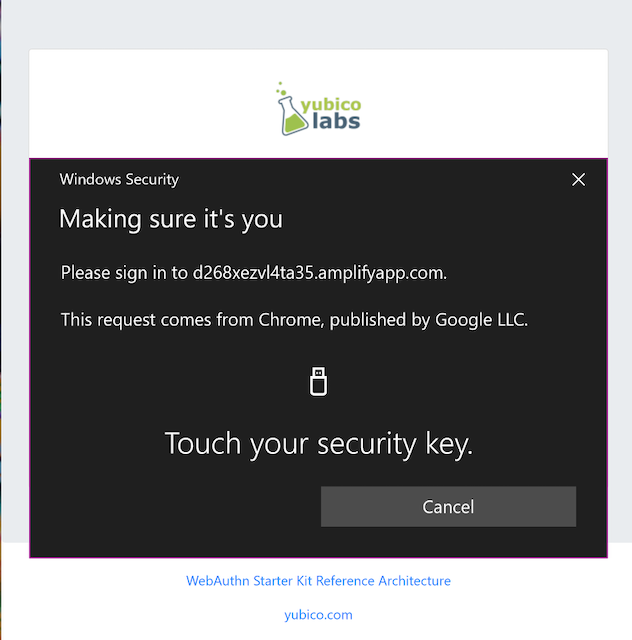 yubico
labs
Windows Security
Making sure it's you
Please sign in to d268xezvl4ta35.amplifyapp.com.
This request comes from Chrome, published by Google LLC.
Touch your security key.
Cancel
WebAuthn Starter Kit Reference Architecture
yubico.com